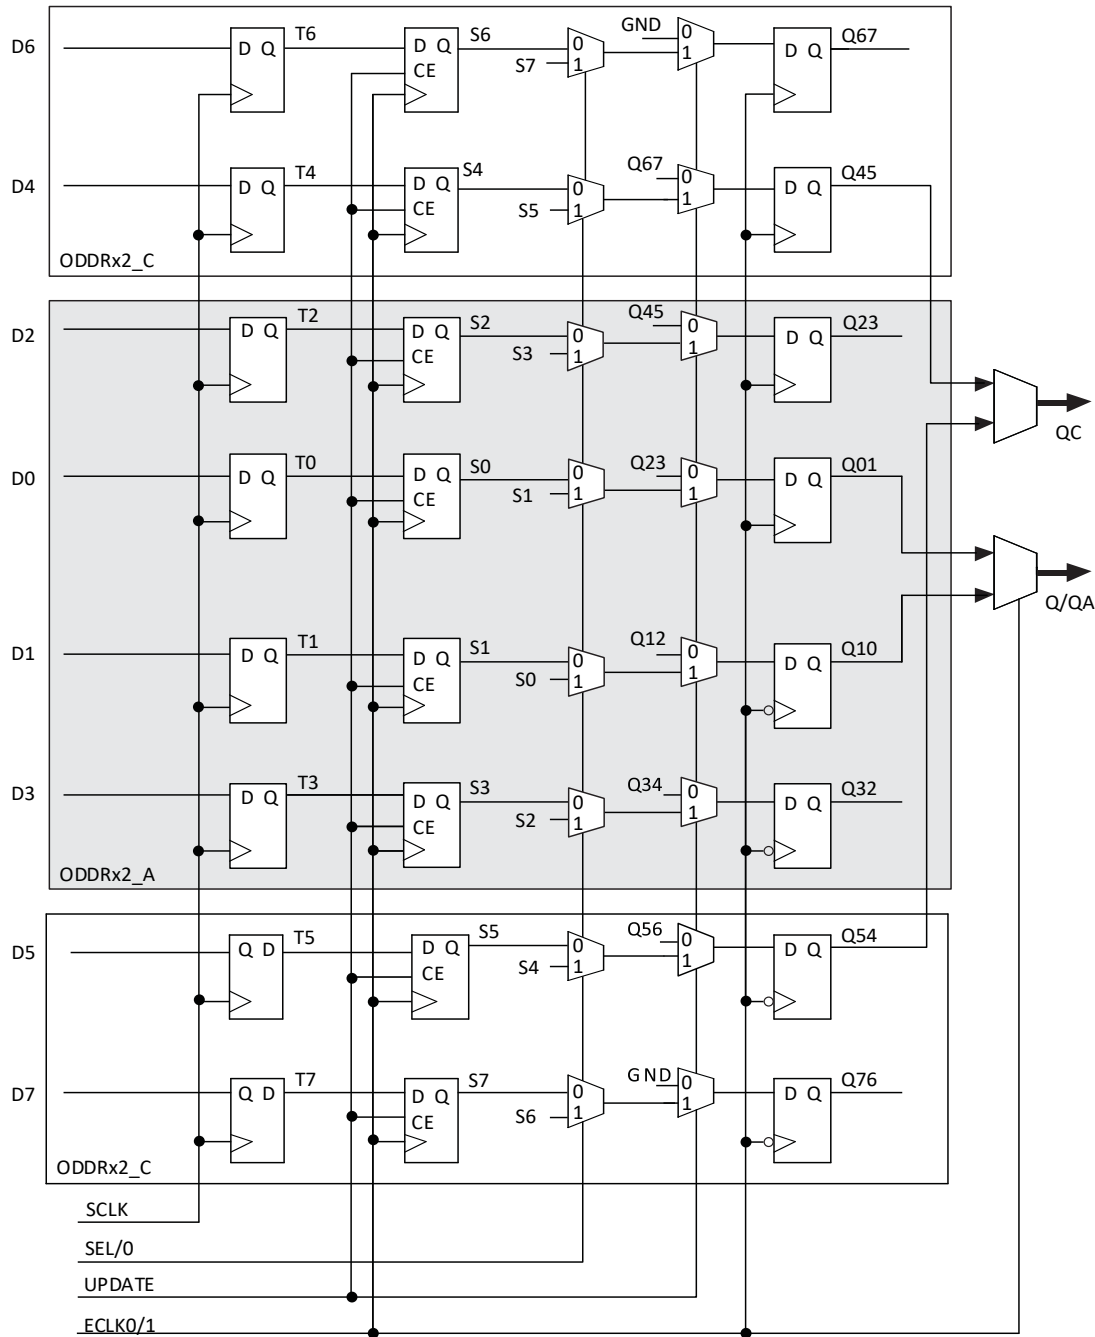 D6
D Q
T6
D Q
CE
S6
S7
0
1
GND
0
1
D Q
Q67
D4
D Q
T4
D Q
CE
S4
S5
0
1
Q67
0
1
D Q
Q45
ODDRx2_C
D2
D Q
T2
D Q
CE
S2
S3
0
1
Q45
0
1
D Q
Q23
QC
D0
D Q
T0
D Q
CE
S0
S1
0
1
Q23
0
1
D Q
Q01
Q/QA
D1
D Q
T1
D Q
CE
S1
S0
0
1
Q12
0
1
D Q
Q10
D3
D Q
T3
D Q
CE
S3
S2
0
1
Q34
0
1
D Q
Q32
ODDRx2_A
D5
Q D
T5
D Q
CE
S5
S4
0
1
Q56
0
1
D Q
Q54
D7
Q D
T7
D Q
CE
S7
S6
0
1
GND
0
1
D Q
Q76
ODDRx2_C
SCLK
SEL/0
UPDATE
ECLK0/1